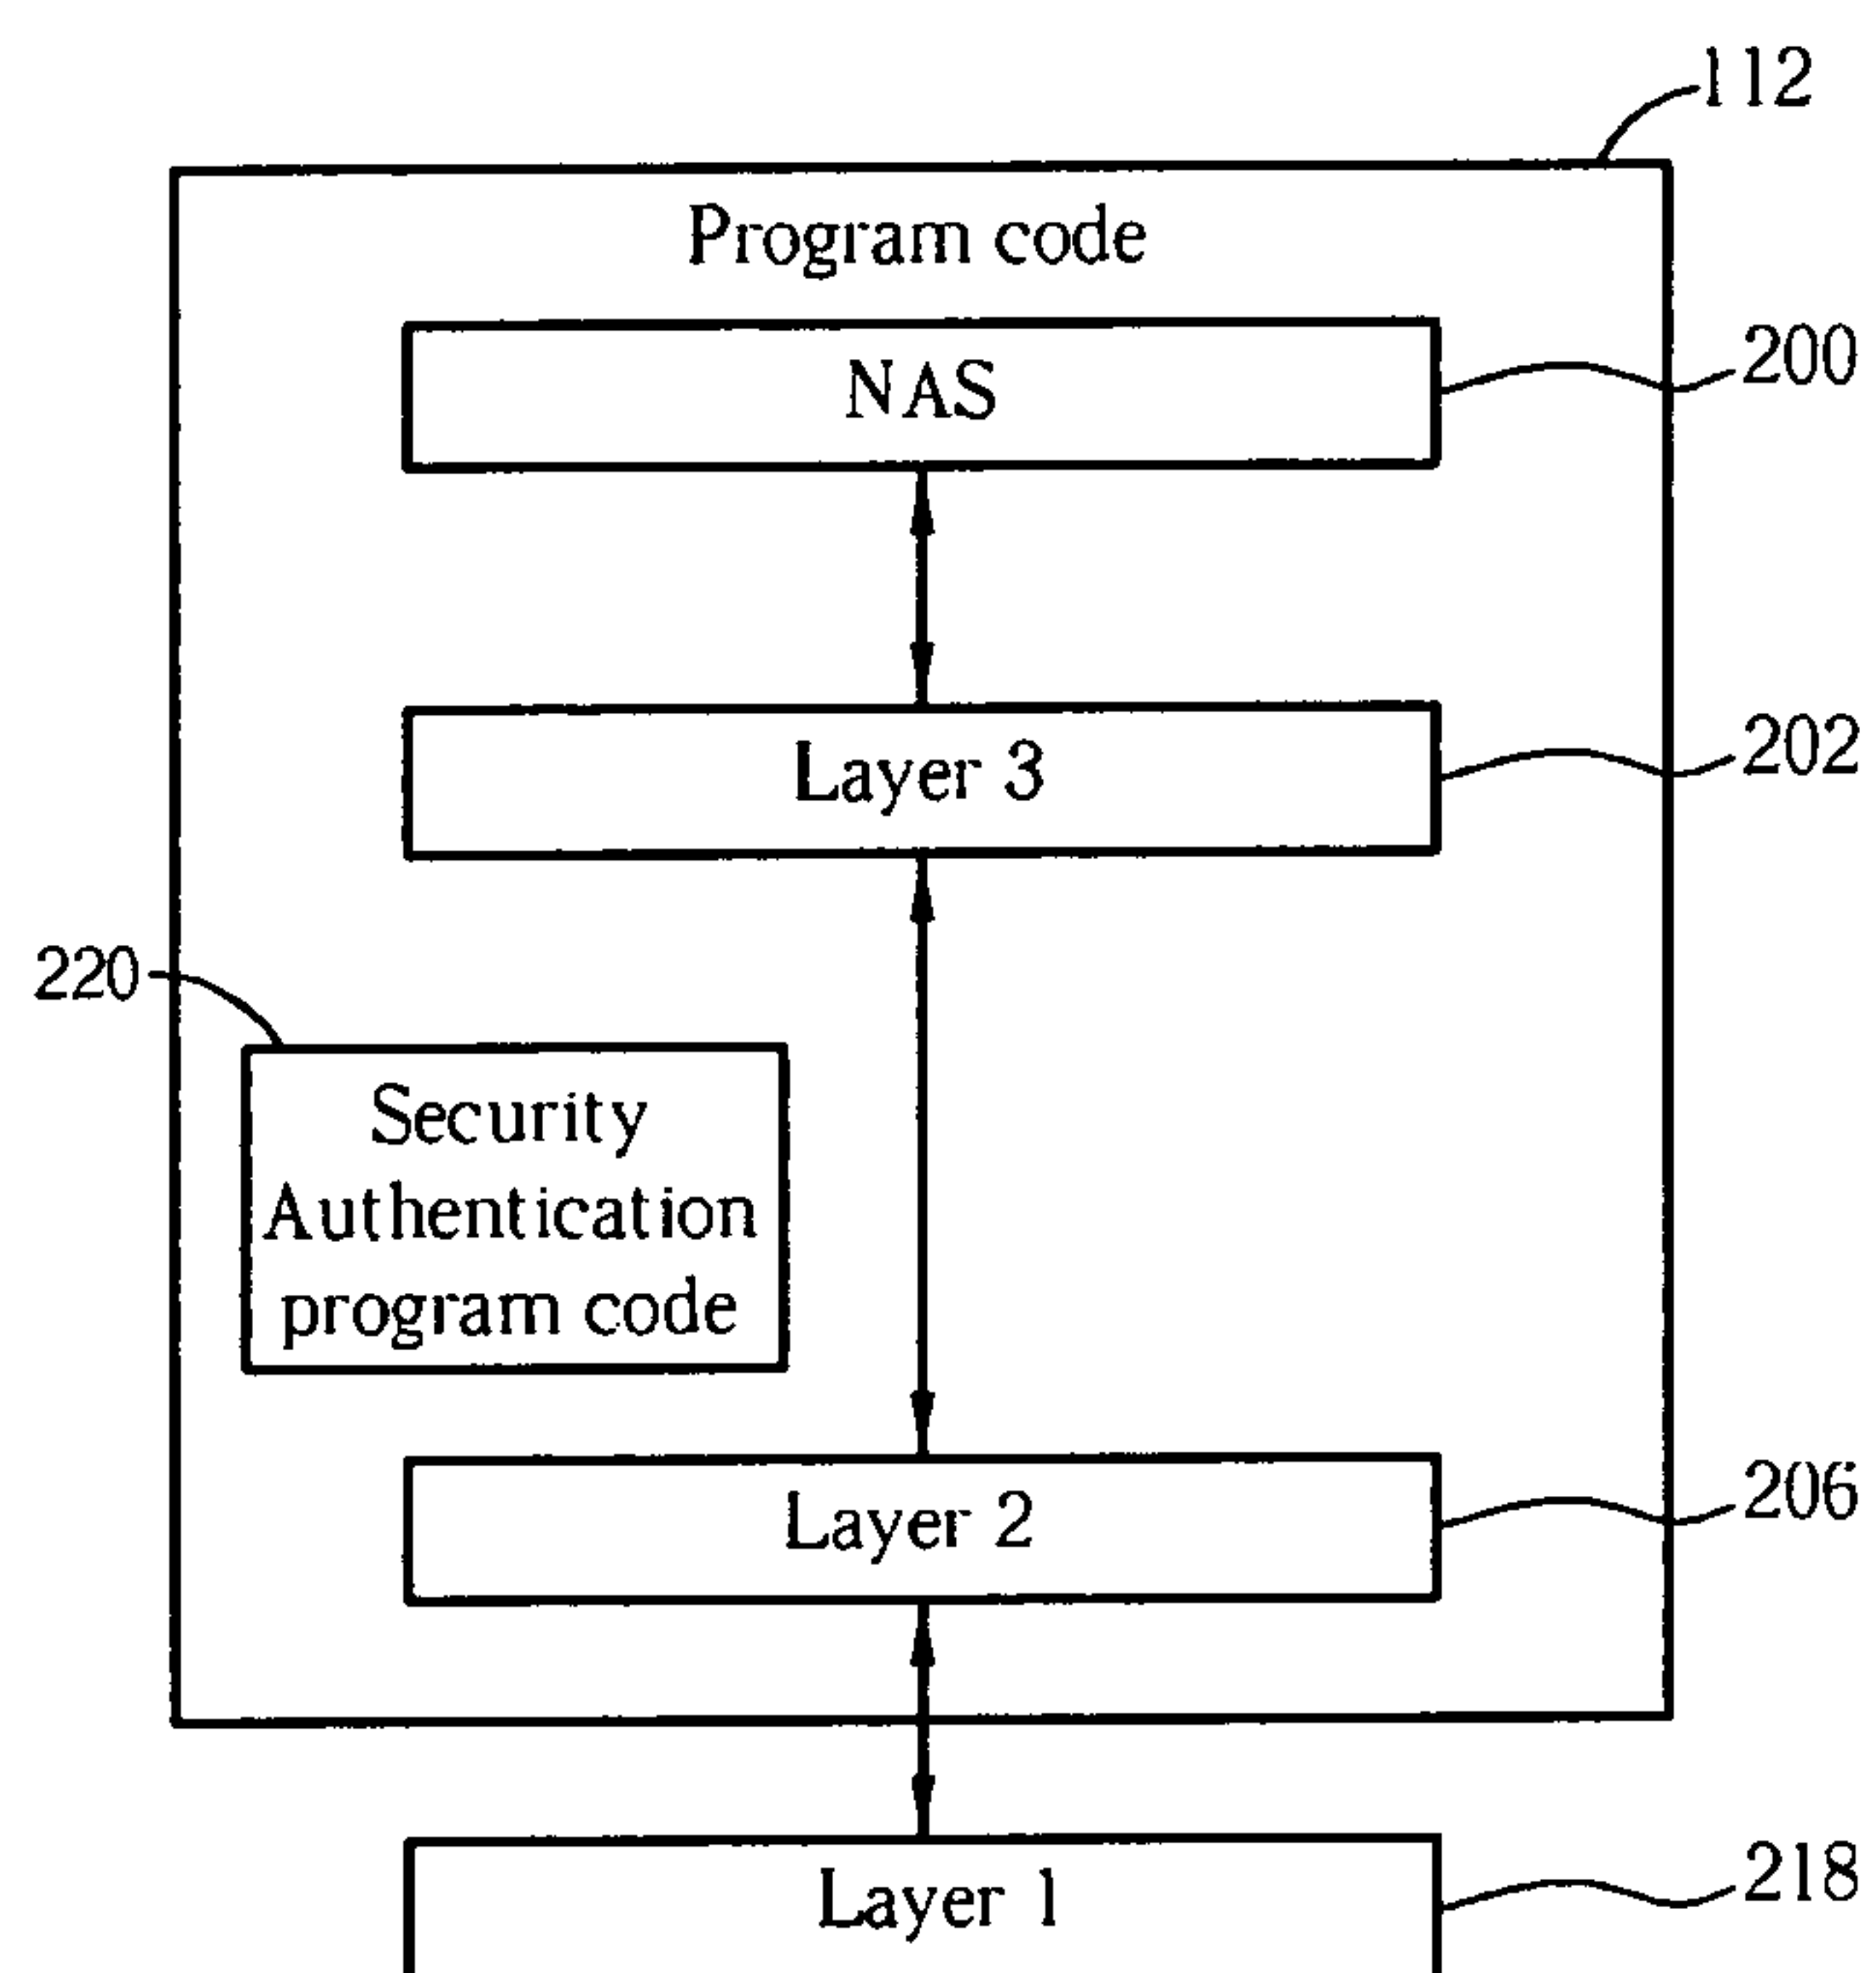 112
Program code
NAS
200
Layer 3
202
220
Security
Authentication
program code
Layer 2
206
Layer 1
218